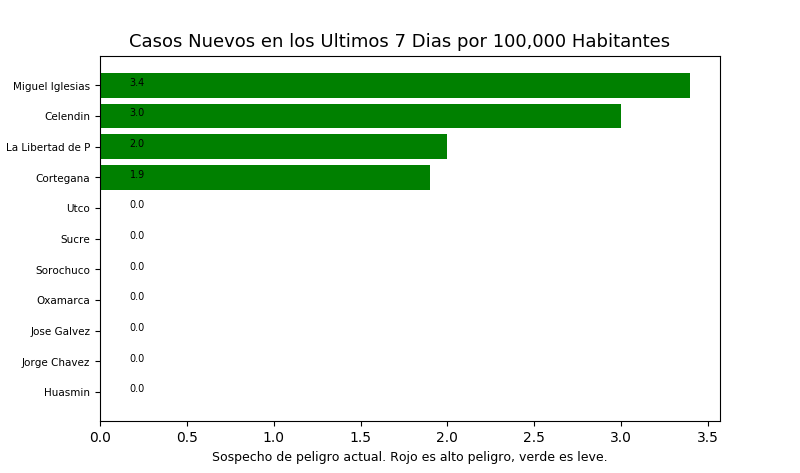 Casos Nuevos en los Ultimos 7 Dias por 100,000 Habitantes
Miguel Iglesias 3.4
Celendin 3.0
La Libertad de P 2.0
Cortegana 1.9
Utco 0.0
Sucre 0.0
Sorochuco 0.0
Oxamarca 0.0
Jose Galvez 0.0
Jorge Chavez 0.0
Huasmin 0.0
0.0 0.5 1.0 1.5 2.0 2.5 3.0 3.5
Sospecho de peligro actual. Rojo es alto peligro, verde es leve.